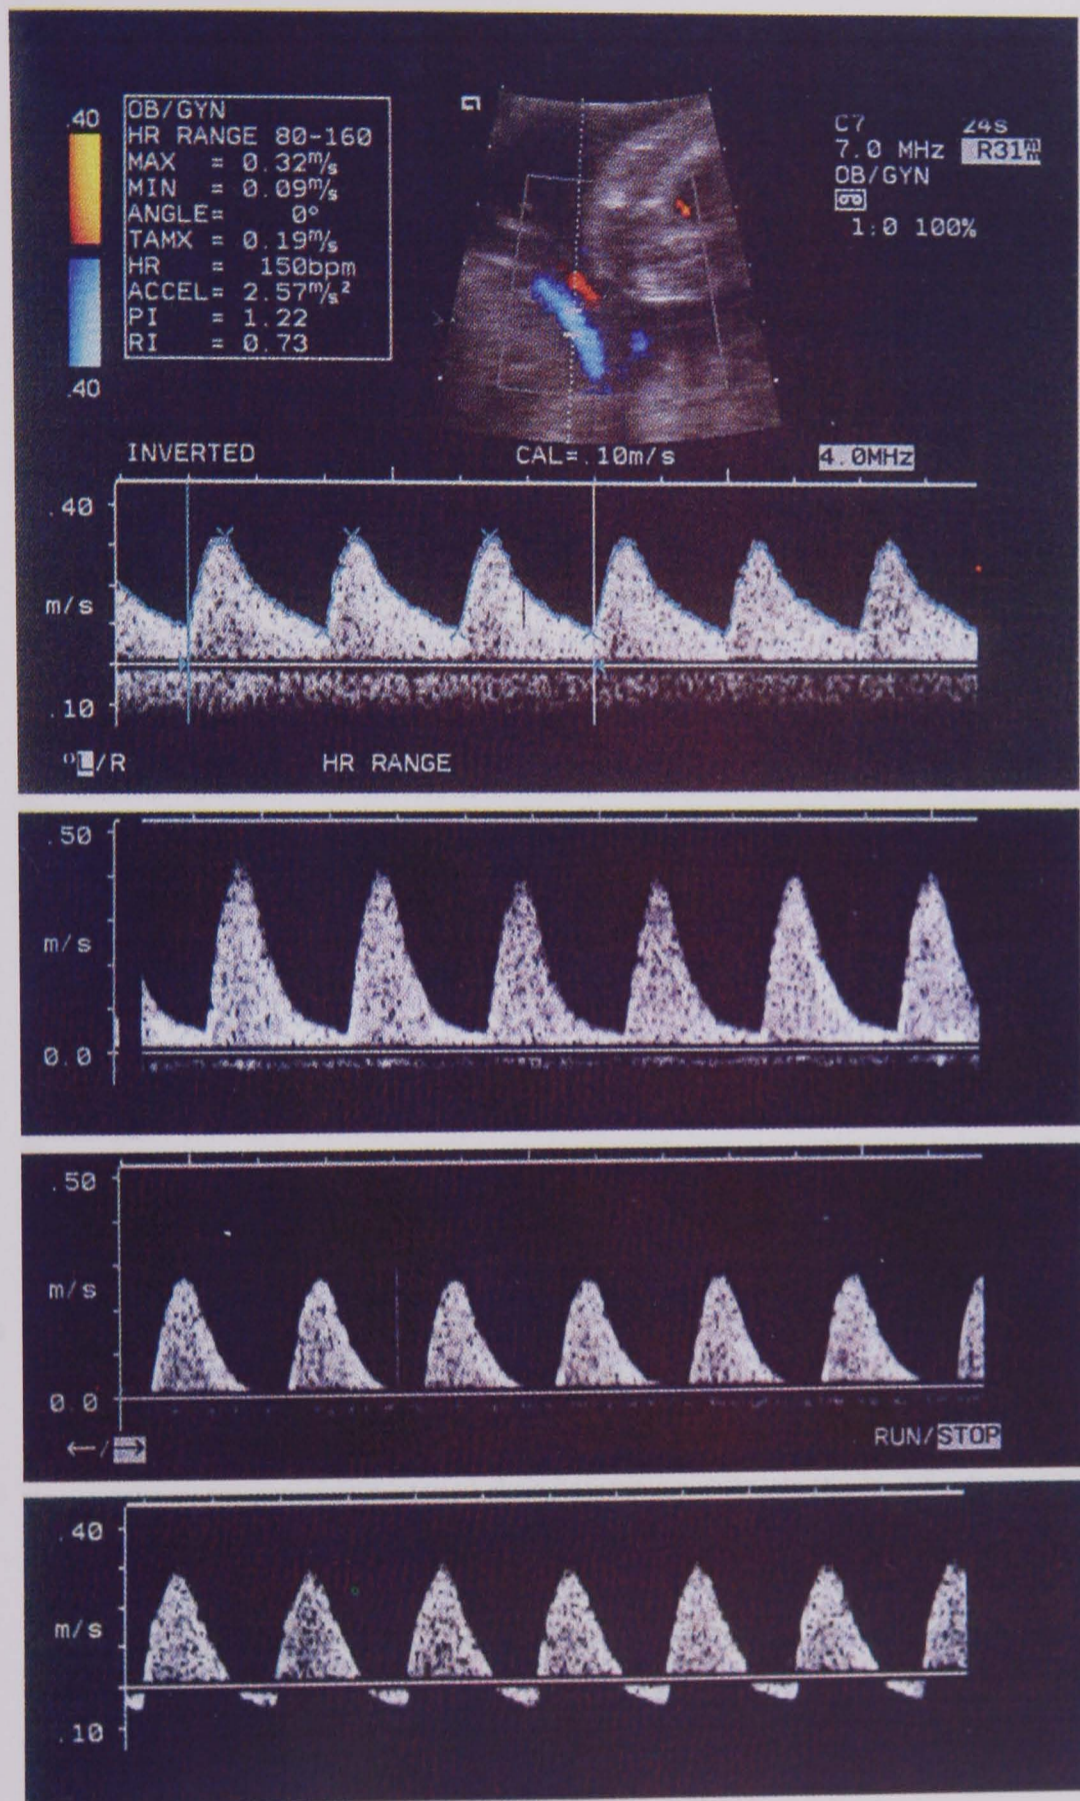 .40
.40
OB/GYN
HR RANGE 80-160
MAX = 0.32m/s
MIN = 0.09m/s
ANGLE= 0°
TAMX = 0.19m/s
HR = 150bpm
ACCEL= 2.57m/s²
PI = 1.22
RI = 0.73
C7 24s
7.0 MHz R31mm
OB/GYN
1:0 100%
INVERTED CAL=.10m/s 4.0MHz
.40
m/s
.10
L/R HR RANGE
.50
m/s
0.0
.50
m/s
0.0
←/→ RUN/STOP
.40
m/s
.10